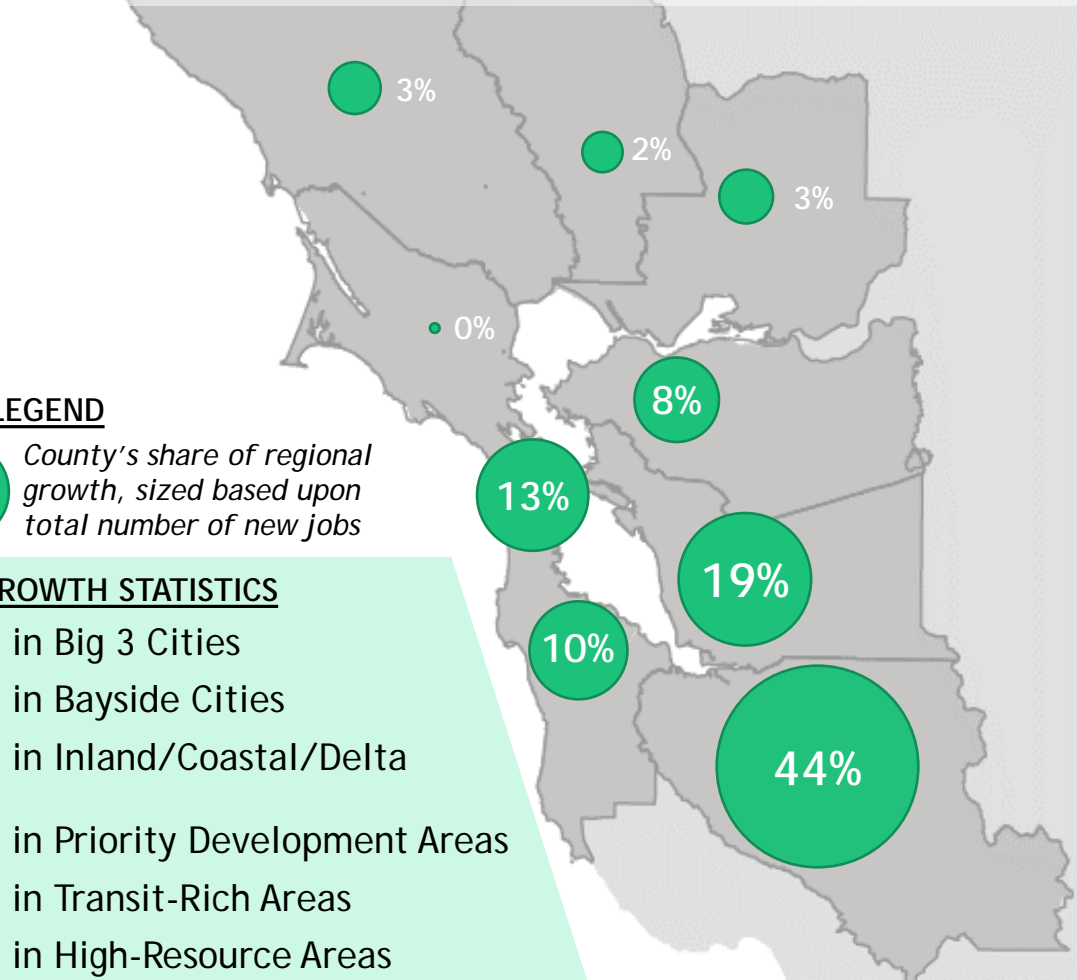 3%
2%
3%
0%
8%
LEGEND
County's share of regional
growth, sized based upon
total number of new jobs
13%
19%
ROWTH STATISTICS
in Big 3 Cities
10%
in Bayside Cities
in Inland/Coastal/Delta
44%
in Priority Development Areas
in Transit-Rich Areas
in High-Resource Areas